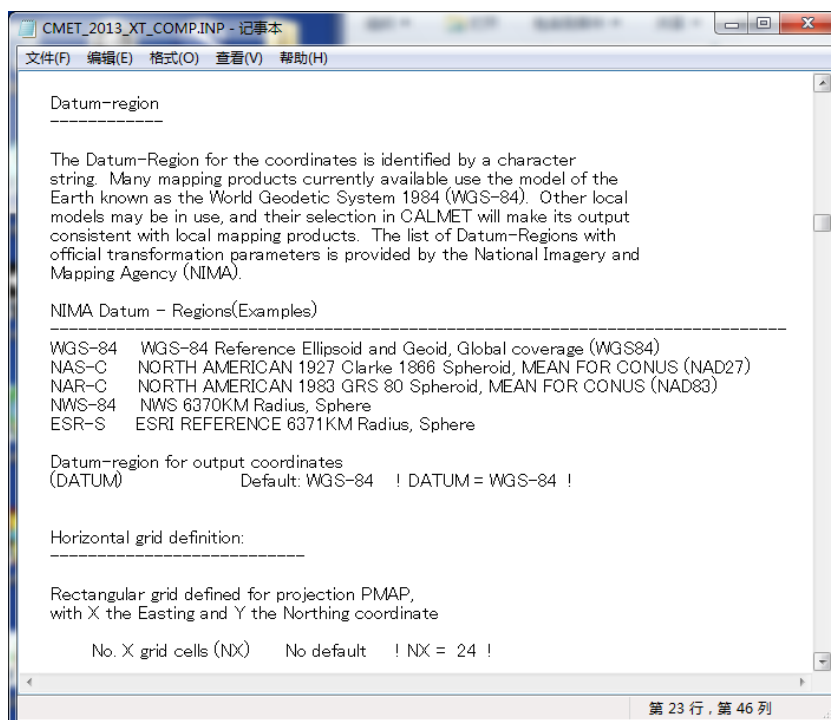 CMET_2013_XT_COMP.INP - 记事本
文件(F) 编辑(E) 格式(O) 查看(V) 帮助(H)
Datum-region
------------
The Datum-Region for the coordinates is identified by a character
string. Many mapping products currently available use the model of the
Earth known as the World Geodetic System 1984 (WGS-84). Other local
models may be in use, and their selection in CALMET will make its output
consistent with local mapping products. The list of Datum-Regions with
official transformation parameters is provided by the National Imagery and
Mapping Agency (NIMA).
NIMA Datum - Regions(Examples)
------------------------------------------------------------------------------
WGS-84 WGS-84 Reference Ellipsoid and Geoid, Global coverage (WGS84)
NAS-C NORTH AMERICAN 1927 Clarke 1866 Spheroid, MEAN FOR CONUS (NAD27)
NAR-C NORTH AMERICAN 1983 GRS 80 Spheroid, MEAN FOR CONUS (NAD83)
NWS-84 NWS 6370KM Radius, Sphere
ESR-S ESRI REFERENCE 6371KM Radius, Sphere
Datum-region for output coordinates
(DATUM) Default: WGS-84 ! DATUM = WGS-84 !
Horizontal grid definition:
---------------------------
Rectangular grid defined for projection PMAP,
with X the Easting and Y the Northing coordinate
No. X grid cells (NX) No default ! NX = 24 !
第 23 行，第 46 列